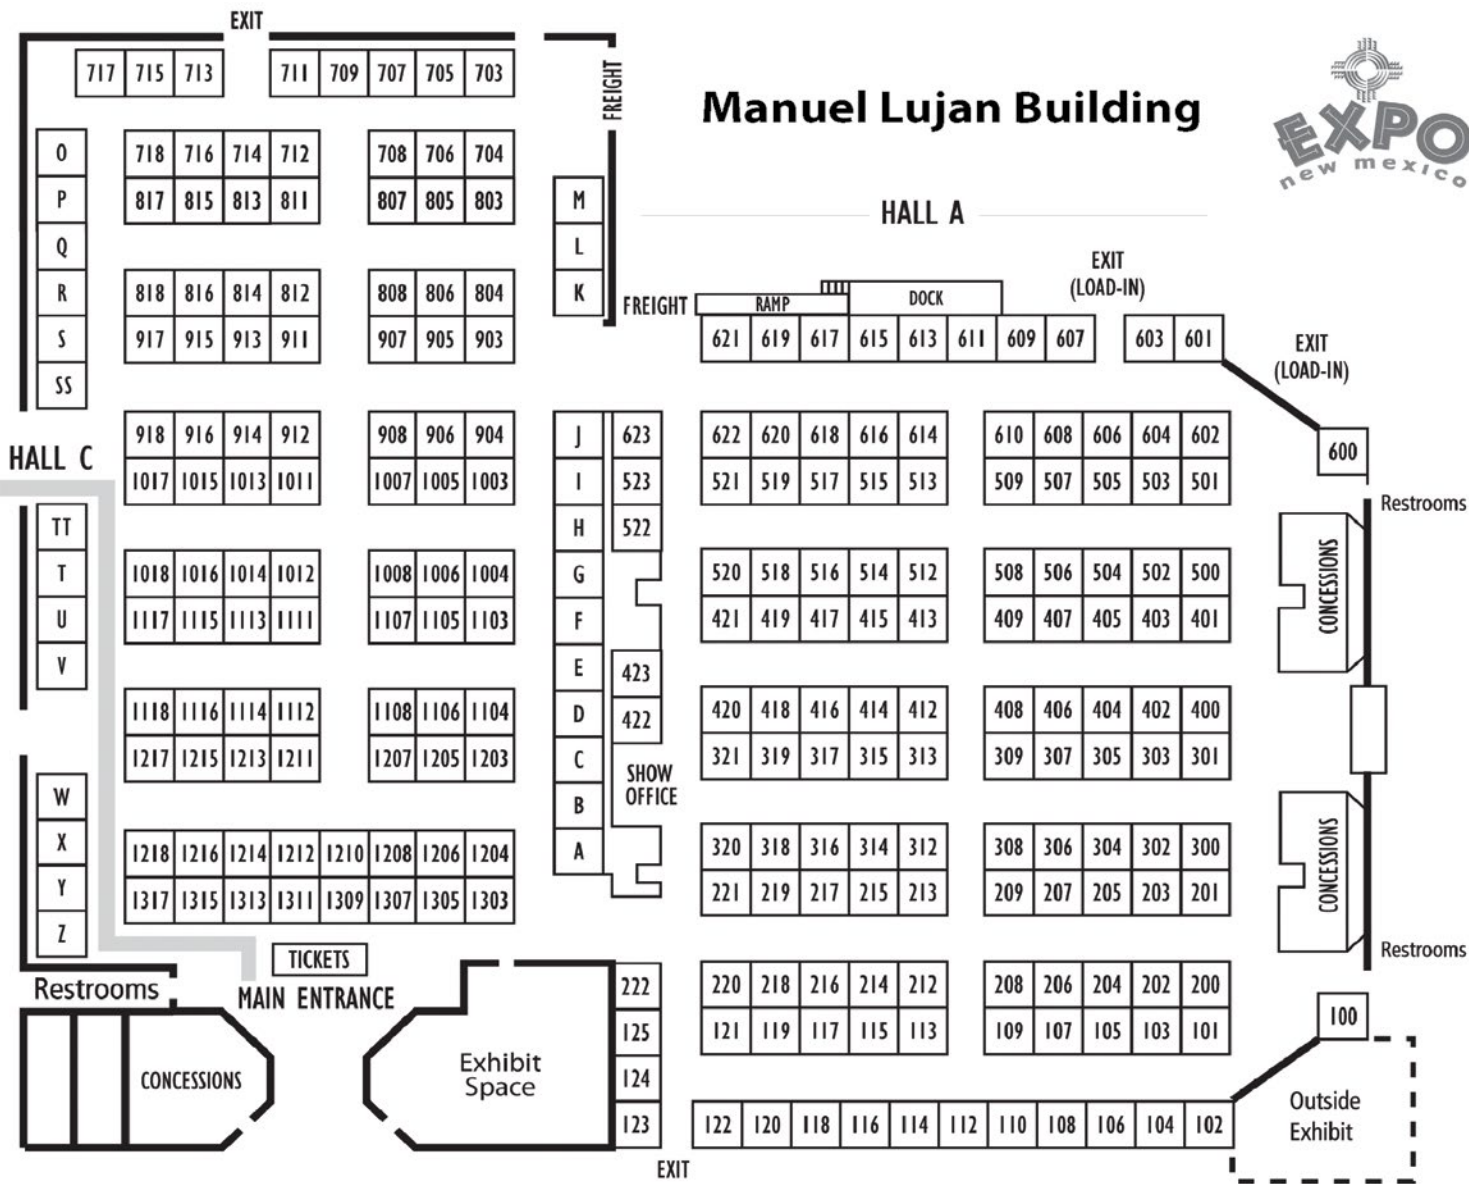 EXIT
717 715 713 711 709 707 705 703
FREIGHT
Manuel Lujan Building
EXPO
new mexico
O 718 716 714 712 708 706 704
P 817 815 813 811 807 805 803 M
HALL A
Q L
EXIT
(LOAD-IN)
R 818 816 814 812 808 806 804 K
FREIGHT RAMP DOCK
S 917 915 913 911 907 905 903
621 619 617 615 613 611 609 607 603 601
EXIT
(LOAD-IN)
SS
918 916 914 912 908 906 904 J 623 622 620 618 616 614 610 608 606 604 602
600
HALL C
1017 1015 1013 1011 1007 1005 1003 I 523 521 519 517 515 513 509 507 505 503 501
Restrooms
TT H 522
T 1018 1016 1014 1012 1008 1006 1004 G 520 518 516 514 512 508 506 504 502 500
CONCESSIONS
U 1117 1115 1113 1111 1107 1105 1103 F 421 419 417 415 413 409 407 405 403 401
V E 423
1118 1116 1114 1112 1108 1106 1104 D 422 420 418 416 414 412 408 406 404 402 400
1217 1215 1213 1211 1207 1205 1203 C 321 319 317 315 313 309 307 305 303 301
SHOW
OFFICE
W B
X 1218 1216 1214 1212 1210 1208 1206 1204 A 320 318 316 314 312 308 306 304 302 300
CONCESSIONS
Y 1317 1315 1313 1311 1309 1307 1305 1303 221 219 217 215 213 209 207 205 203 201
Z
TICKETS
Restrooms
Restrooms
MAIN ENTRANCE
222 220 218 216 214 212 208 206 204 202 200
100
125 121 119 117 115 113 109 107 105 103 101
CONCESSIONS
Exhibit
Space
124
Outside
Exhibit
123 122 120 118 116 114 112 110 108 106 104 102
EXIT